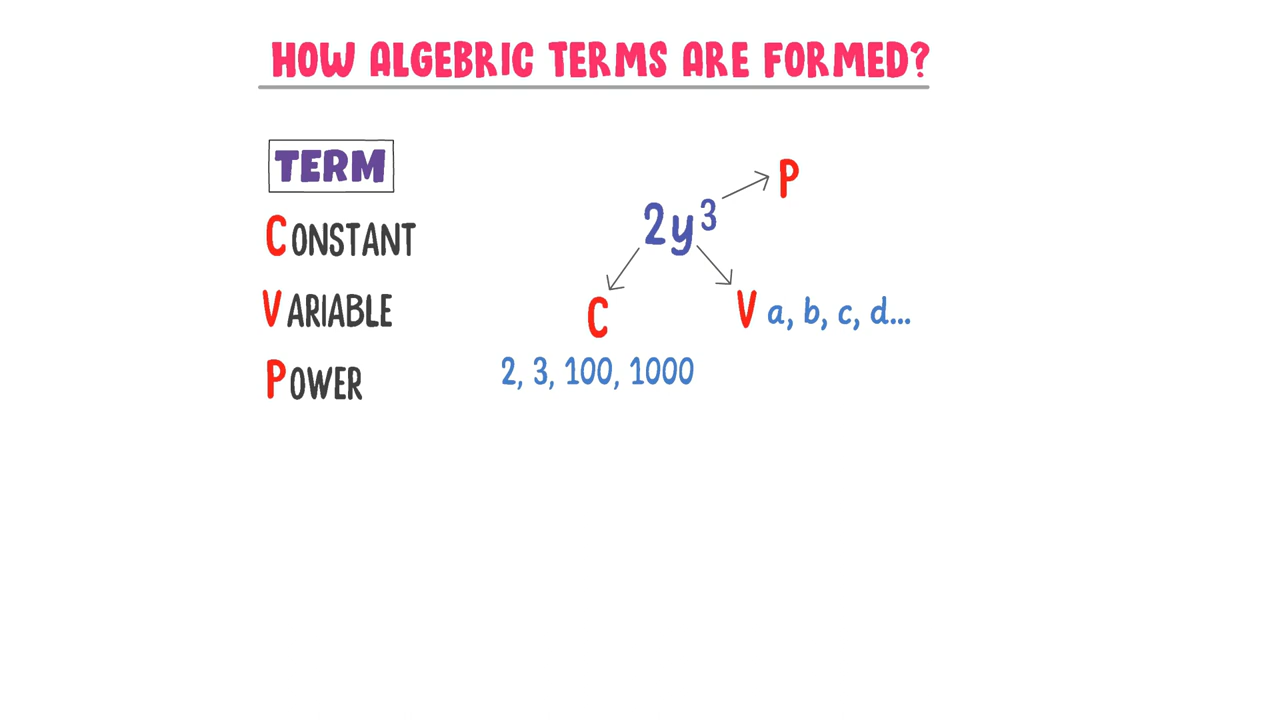 HOW ALGEBRIC TERMS ARE FORMED?
TERM
CONSTANT
VARIABLE
POWER
P
2y³
C
V a, b, c, d...
2, 3, 100, 1000